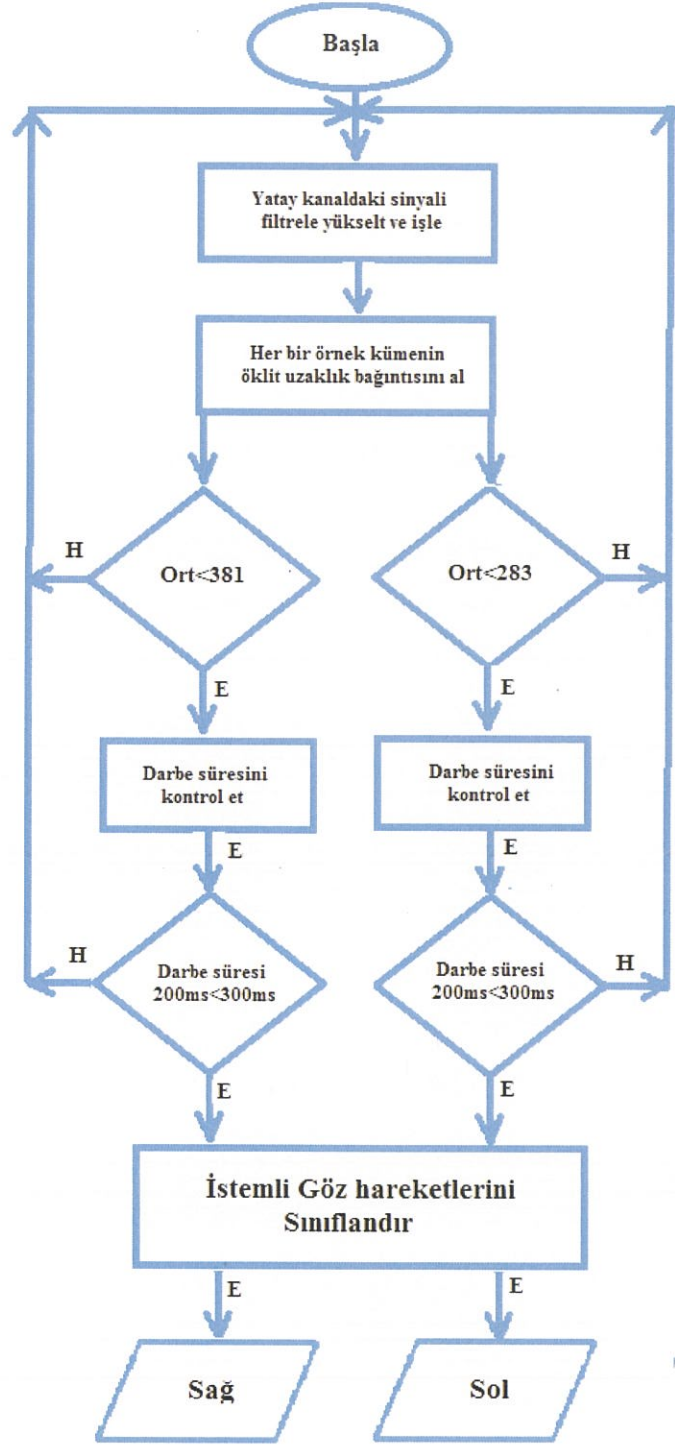 Başla
Yatay kanaldaki sinyali
filtrele yükselt ve işle
Her bir örnek kümenin
öklit uzaklık bağıntısını al
H
Ort<381
Ort<283
H
E
E
Darbe süresini
kontrol et
Darbe süresini
kontrol et
E
E
H
Darbe süresi
200ms<300ms
Darbe süresi
200ms<300ms
H
E
E
İstemli Göz hareketlerini
Sınıflandır
E
E
Sağ
Sol